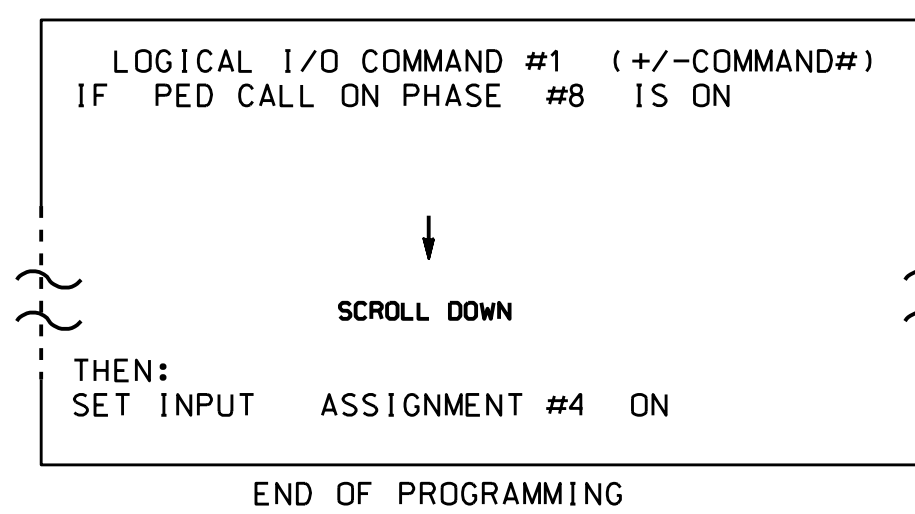 LOGICAL I/O COMMAND #1 (+/-COMMAND#)
IF PED CALL ON PHASE #8 IS ON
SCROLL DOWN
THEN:
SET INPUT ASSIGNMENT #4 ON
END OF PROGRAMMING